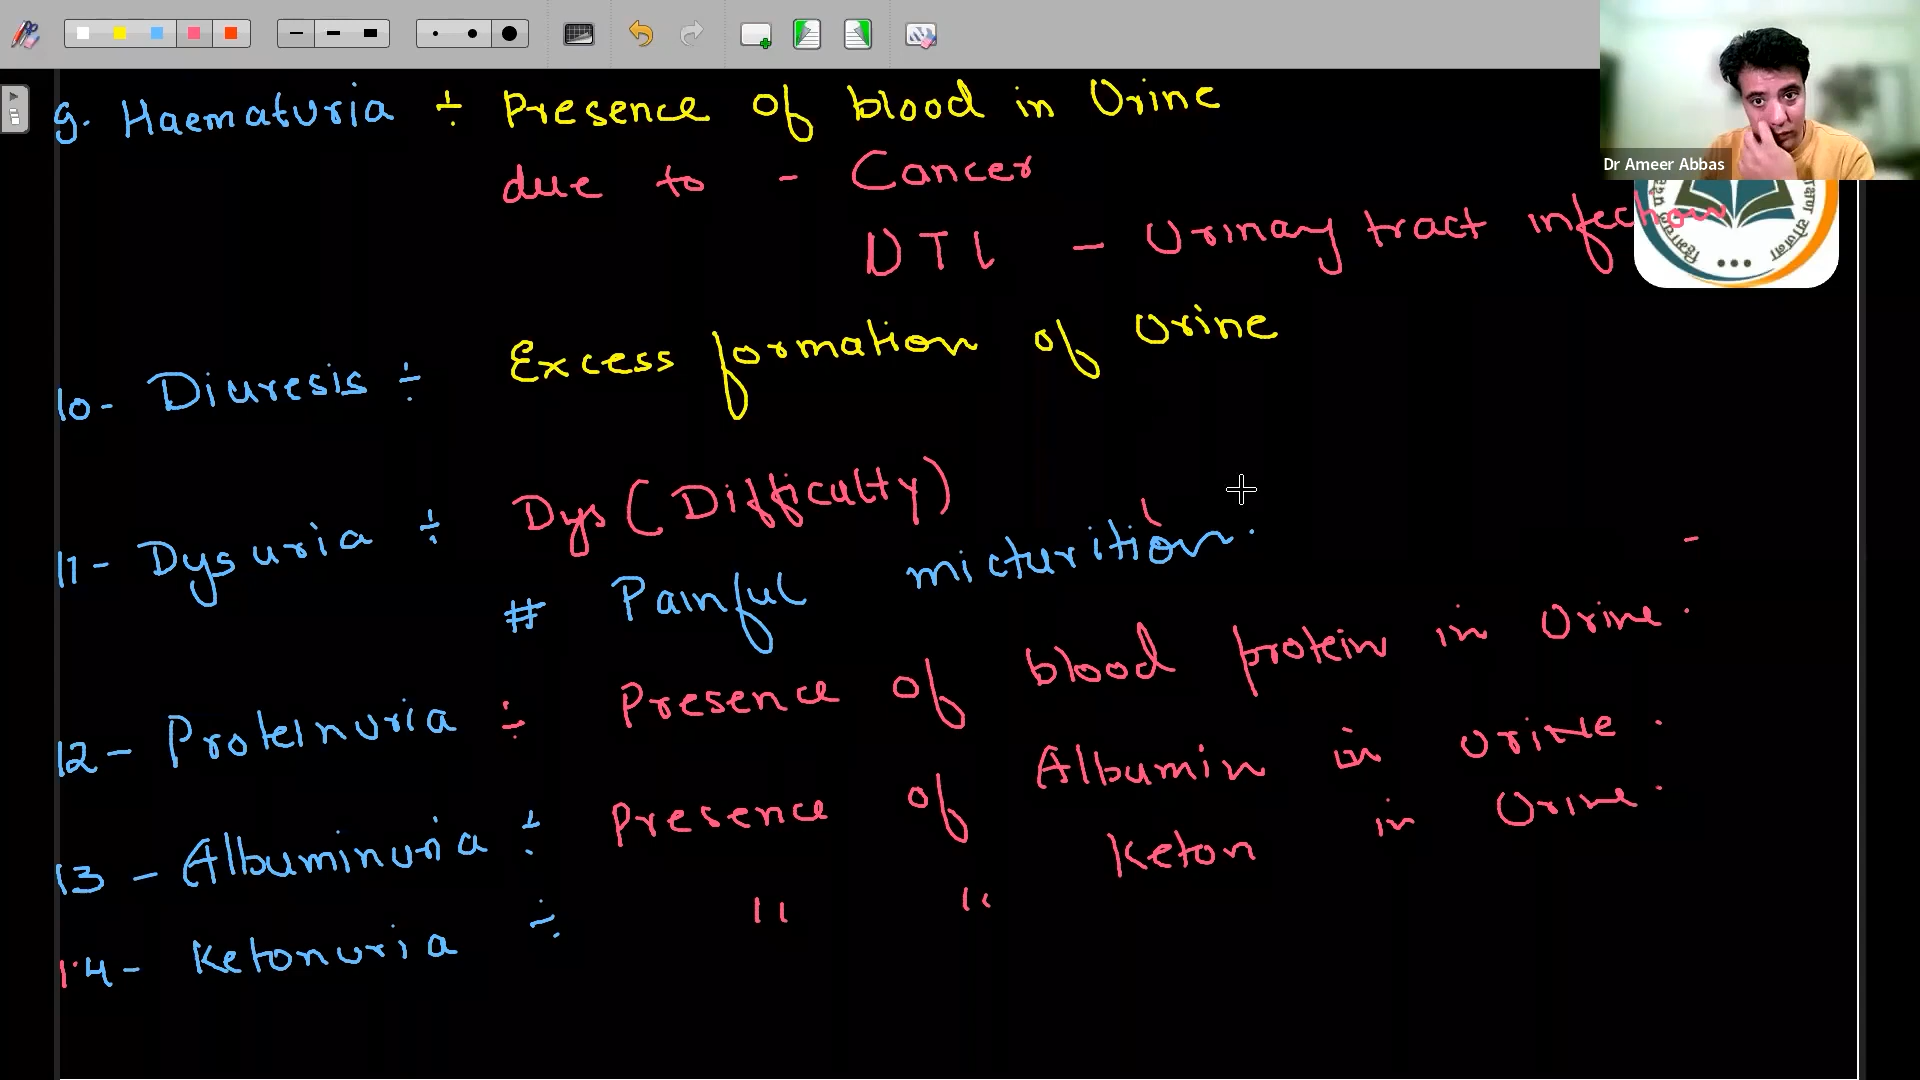 Dr Ameer Abbas
9. Haematuria ÷ Presence of blood in Urine
due to - Cancer
UTI - Urinary tract infection
10- Diuresis ÷ Excess formation of Urine
11- Dysuria ÷ Dys (Difficulty)
# Painful micturition.
12- Proteinuria ÷ Presence of blood protein in Urine.
13- Albuminuria ÷ Presence of Albumin in Urine.
14- Ketonuria ÷ " " Keton in Urine.